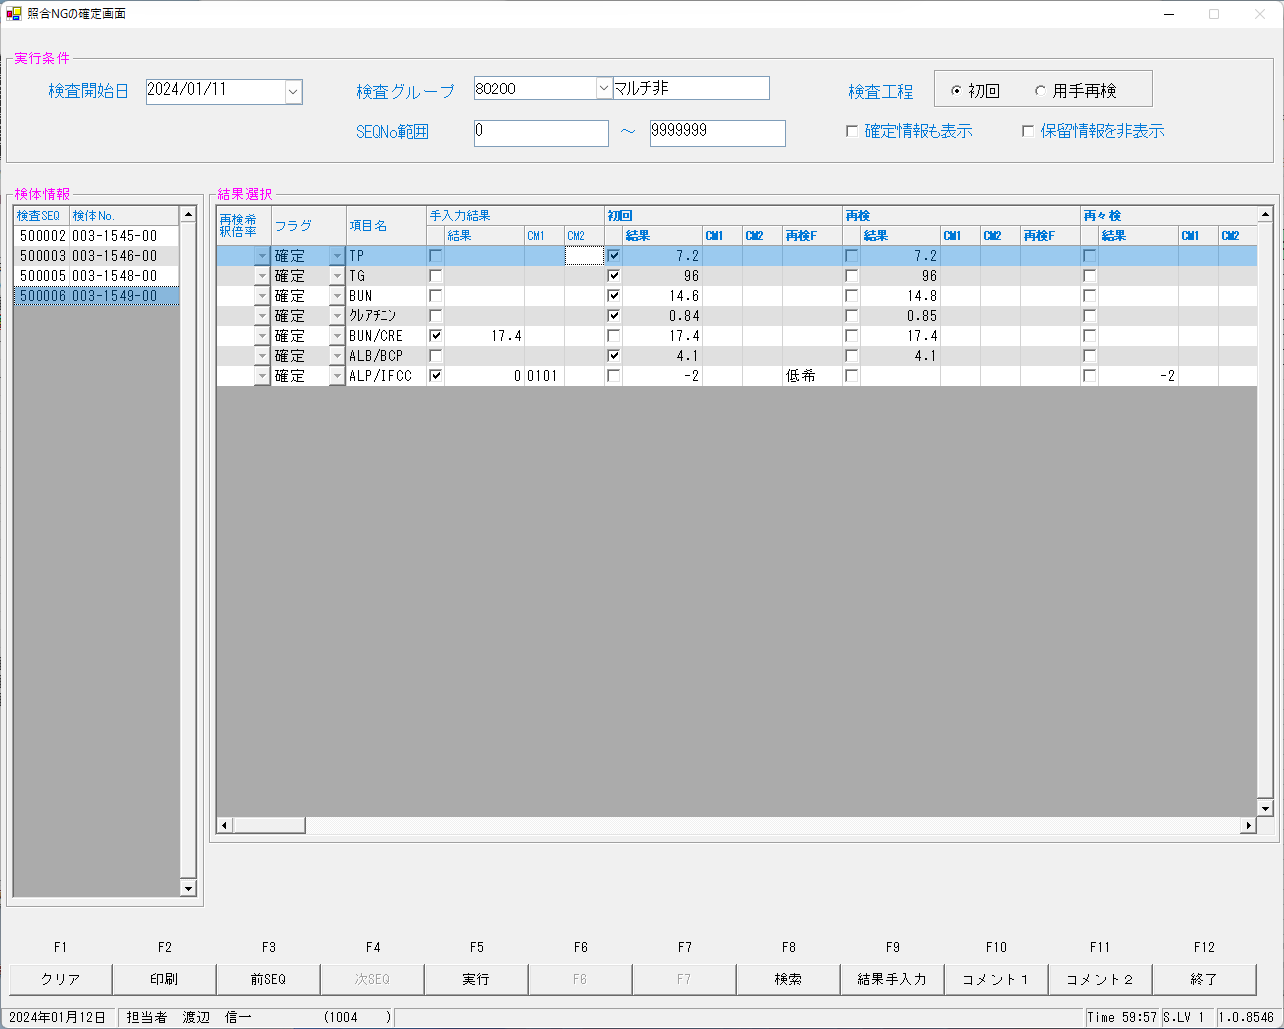 照合NGの確定画面
実行条件
検査開始日 2024/01/11 検査グループ 80200 マルチ非 検査工程 初回 用手再検
SEQNo範囲 0 ～ 9999999 確定情報も表示 保留情報を非表示
検体情報
検査SEQ 検体No.
500002 003-1545-00
500003 003-1546-00
500005 003-1548-00
500006 003-1549-00
結果選択
再検希釈倍率 フラグ 項目名 手入力結果 初回 再検 再々検
結果 CM1 CM2 結果 CM1 CM2 再検F 結果 CM1 CM2 再検F 結果 CM1 CM2
確定 TP 7.2 7.2
確定 TG 96 96
確定 BUN 14.6 14.8
確定 ｸﾚｱﾁﾆﾝ 0.84 0.85
確定 BUN/CRE 17.4 17.4 17.4
確定 ALB/BCP 4.1 4.1
確定 ALP/IFCC 0 0101 -2 低希 -2
F1 F2 F3 F4 F5 F6 F7 F8 F9 F10 F11 F12
クリア 印刷 前SEQ 次SEQ 実行 F6 F7 検索 結果手入力 コメント１ コメント２ 終了
2024年01月12日 担当者 渡辺 信一 (1004 ) Time 59:57 S.LV 1 1.0.8546